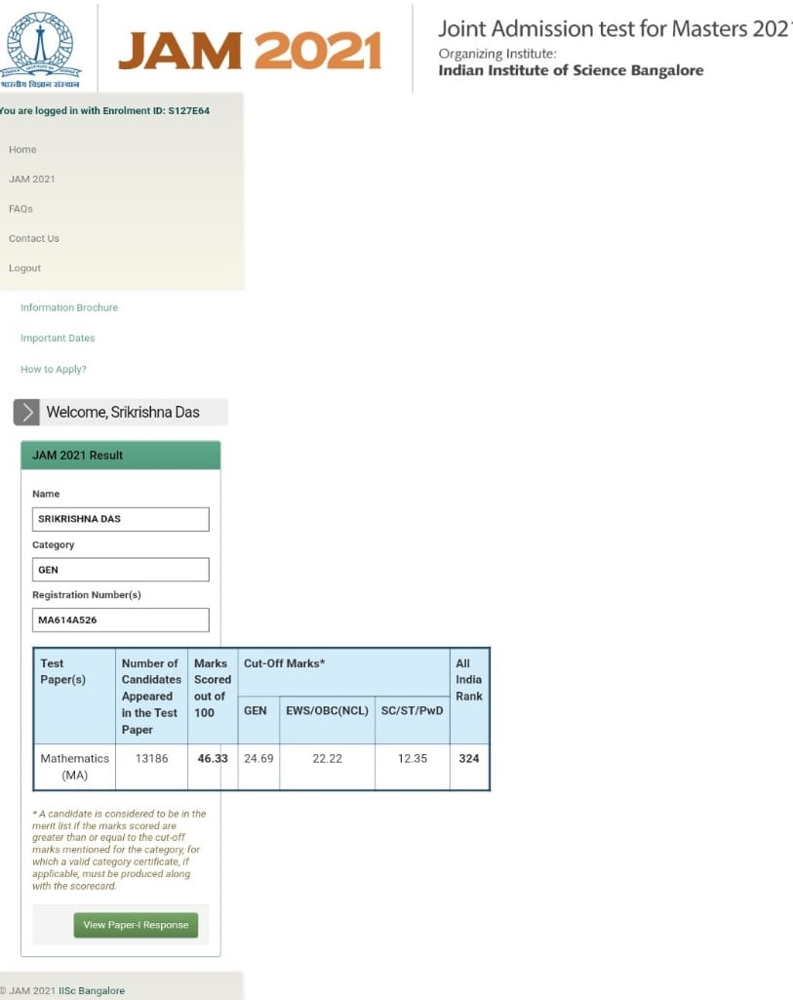 भारतीय विज्ञान संस्थान
JAM 2021
Joint Admission test for Masters 202
Organizing Institute:
Indian Institute of Science Bangalore
You are logged in with Enrolment ID: S127E64
Home
JAM 2021
FAQs
Contact Us
Logout
Information Brochure
Important Dates
How to Apply?
Welcome, Srikrishna Das
JAM 2021 Result
Name
SRIKRISHNA DAS
Category
GEN
Registration Number(s)
MA614A526
Test Paper(s) Number of Candidates Appeared in the Test Paper Marks Scored out of 100 Cut-Off Marks* All India Rank
GEN EWS/OBC(NCL) SC/ST/PwD
Mathematics (MA) 13186 46.33 24.69 22.22 12.35 324
* A candidate is considered to be in the
merit list if the marks scored are
greater than or equal to the cut-off
marks mentioned for the category, for
which a valid category certificate, if
applicable, must be produced along
with the scorecard.
View Paper-I Response
© JAM 2021 IISc Bangalore